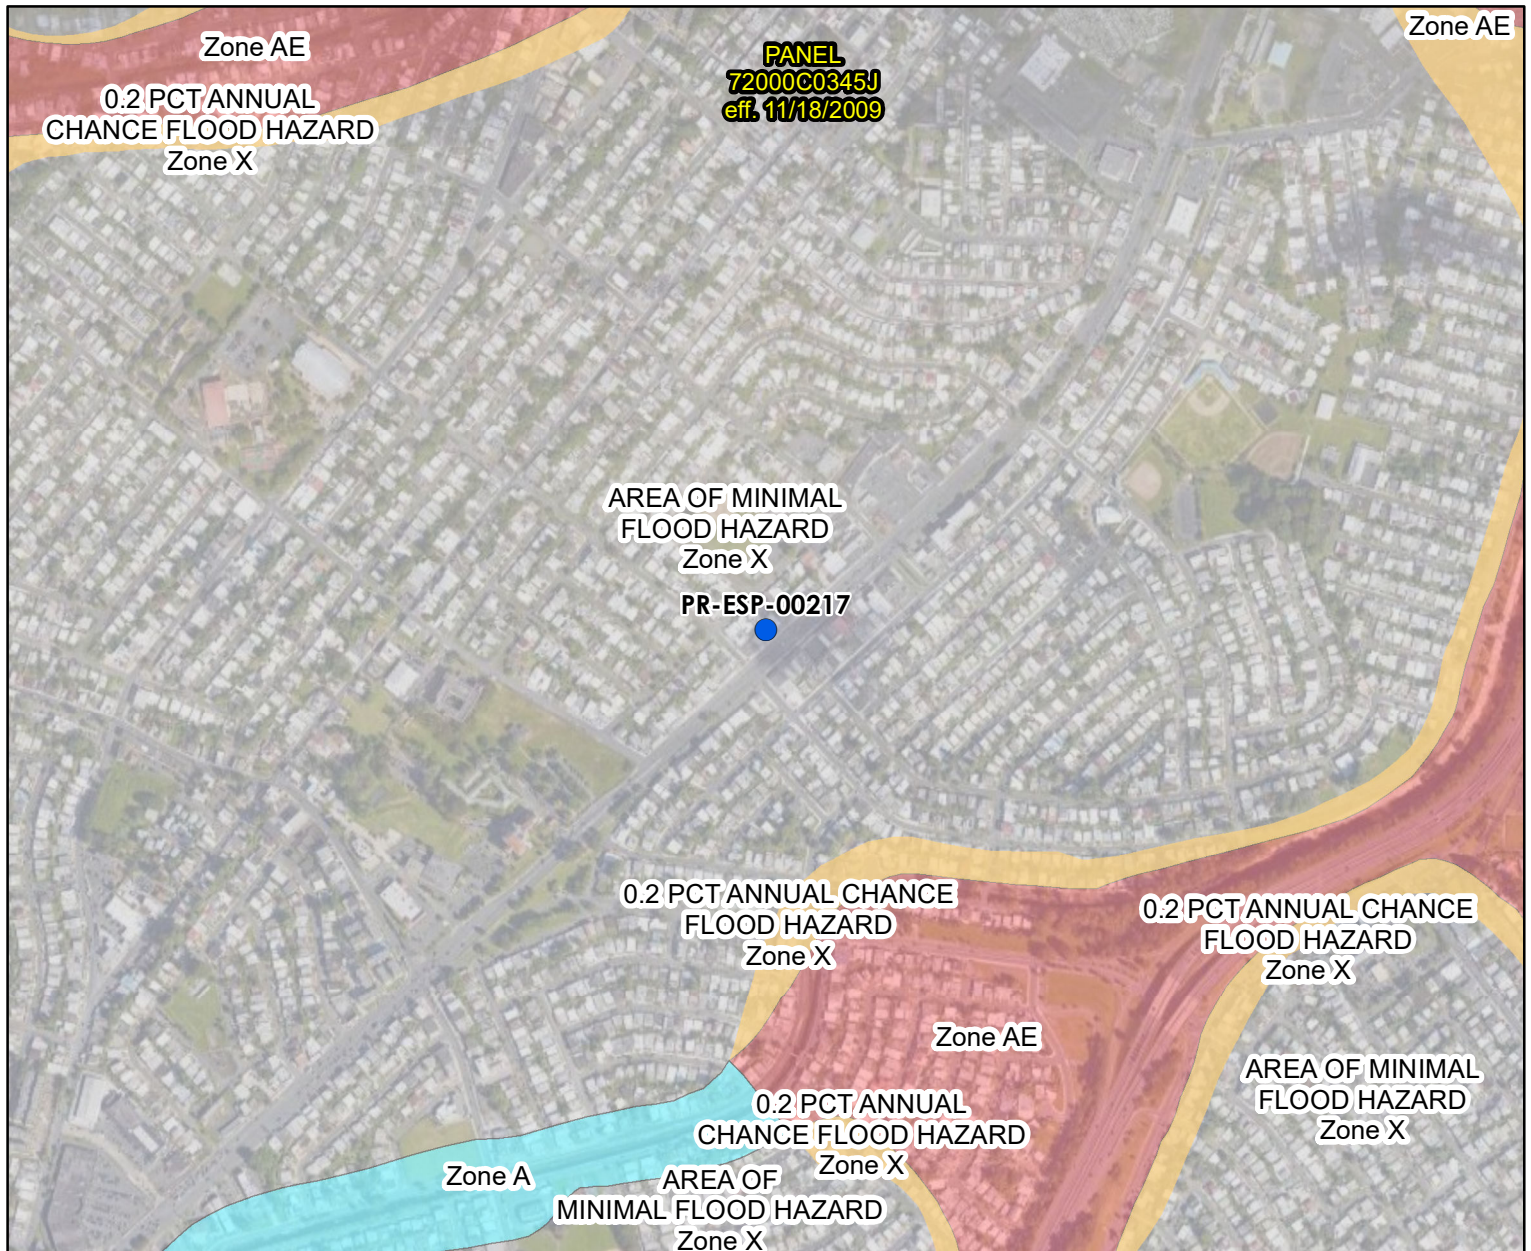 Zone AE
0.2 PCT ANNUAL
CHANCE FLOOD HAZARD
Zone X
PANEL
72000C0345J
eff. 11/18/2009
Zone AE
AREA OF MINIMAL
FLOOD HAZARD
Zone X
PR-ESP-00217
0.2 PCT ANNUAL CHANCE
FLOOD HAZARD
Zone X
0.2 PCT ANNUAL CHANCE
FLOOD HAZARD
Zone X
Zone AE
AREA OF MINIMAL
FLOOD HAZARD
Zone X
0.2 PCT ANNUAL
CHANCE FLOOD HAZARD
Zone X
Zone A
AREA OF
MINIMAL FLOOD HAZARD
Zone X